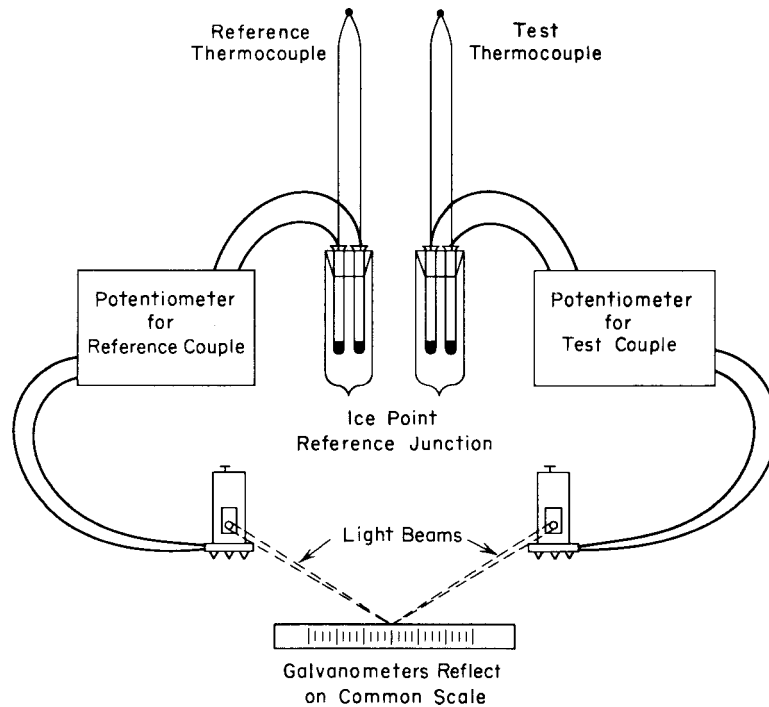 Reference
Thermocouple
Test
Thermocouple
Potentiometer
for
Reference Couple
Potentiometer
for
Test Couple
Ice Point
Reference Junction
Light Beams
Galvanometers Reflect
on Common Scale